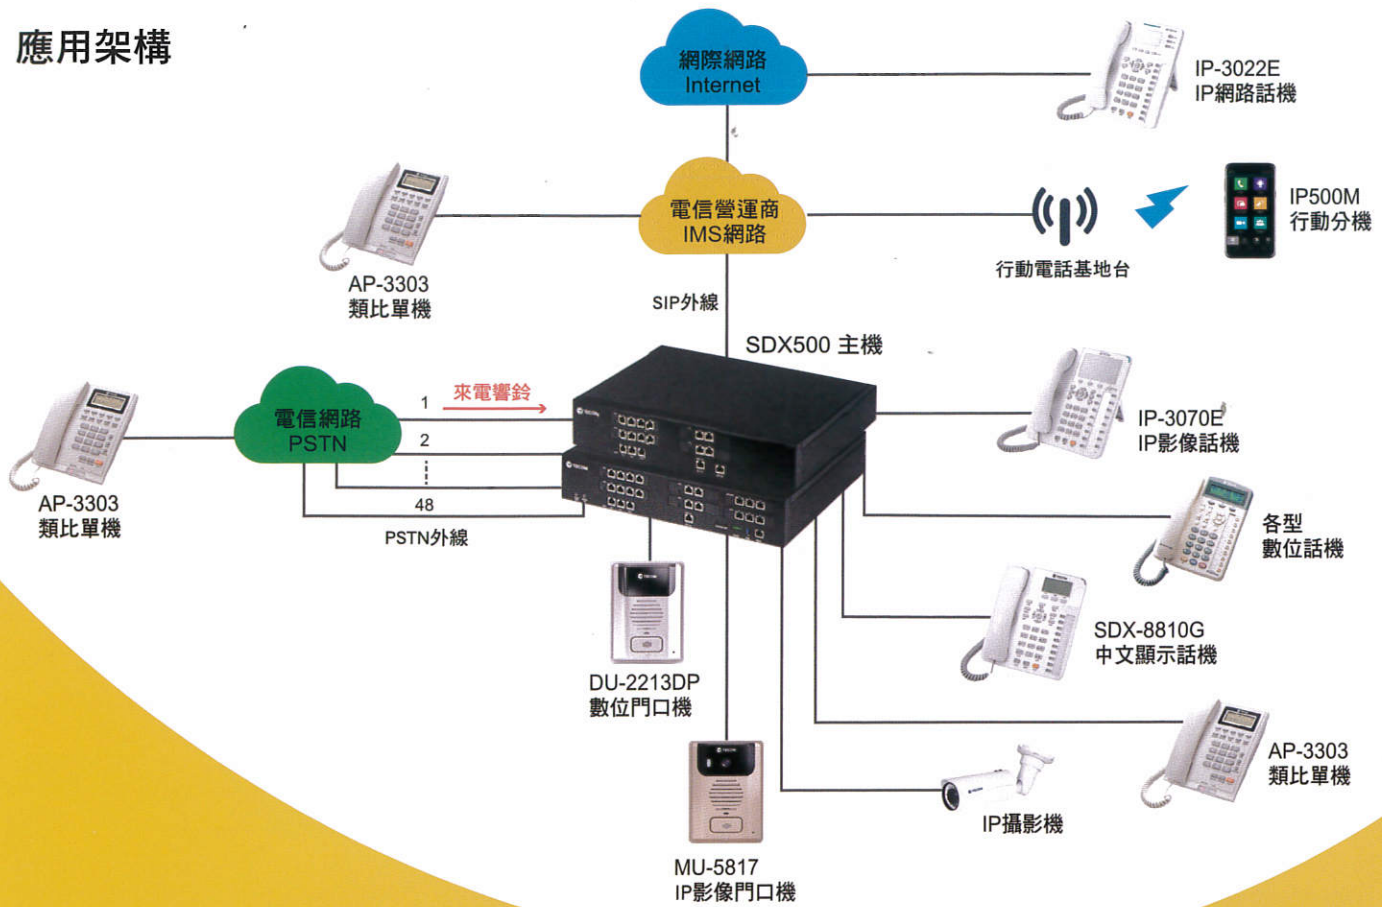 應用架構
網際網路
Internet
IP-3022E
IP網路話機
AP-3303
類比單機
電信營運商
IMS網路
行動電話基地台
IP500M
行動分機
SIP外線
SDX500 主機
AP-3303
類比單機
電信網路
PSTN
1
來電響鈴
2
48
PSTN外線
IP-3070E
IP影像話機
各型
數位話機
DU-2213DP
數位門口機
SDX-8810G
中文顯示話機
MU-5817
IP影像門口機
IP攝影機
AP-3303
類比單機